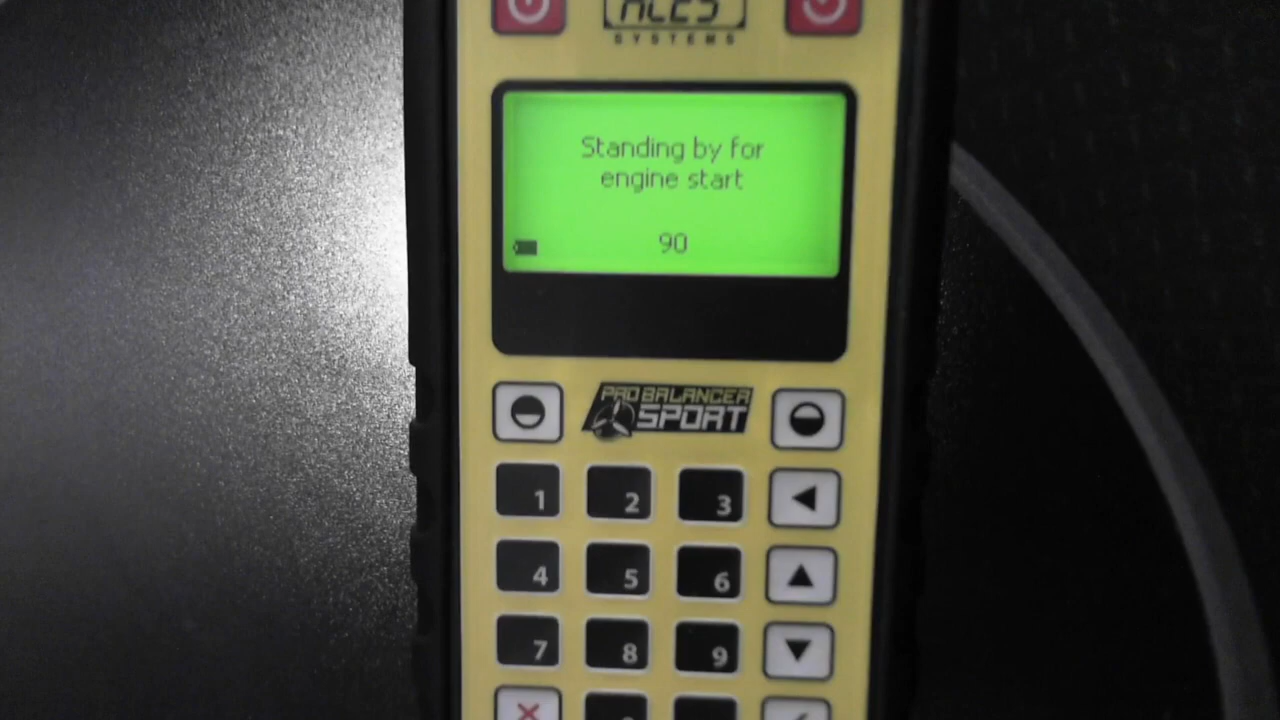 ACES
SYSTEMS
Standing by for
engine start
90
PRO BALANCER
SPORT
1 2 3
4 5 6
7 8 9